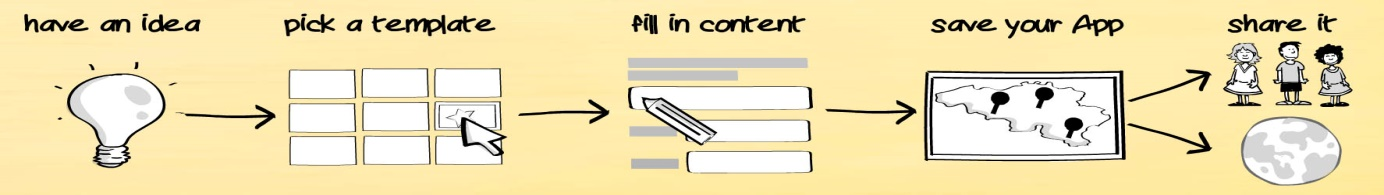 have an idea
pick a template
fill in content
save your App
share it